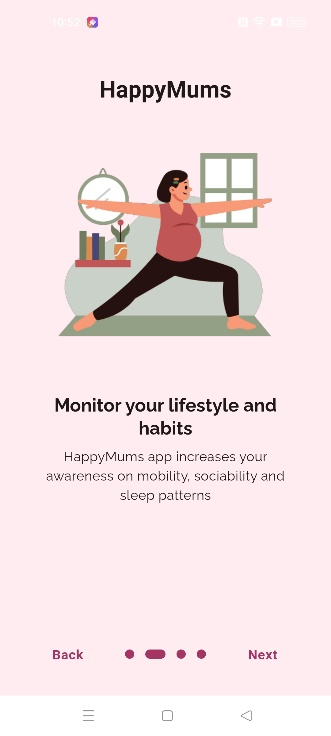 10:52
HappyMums
Monitor your lifestyle and
habits
HappyMums app increases your
awareness on mobility, sociability and
sleep patterns
Back
Next